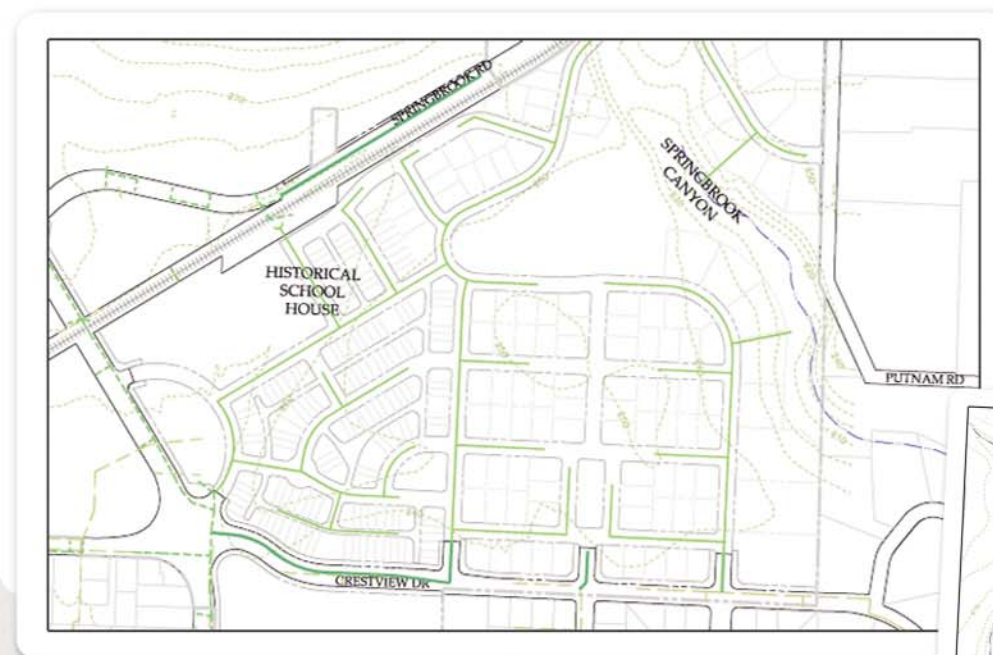 SPRINGBROOK RD
SPRINGBROOK
CANYON
HISTORICAL
SCHOOL
HOUSE
PUTNAM RD
CRESTVIEW DR